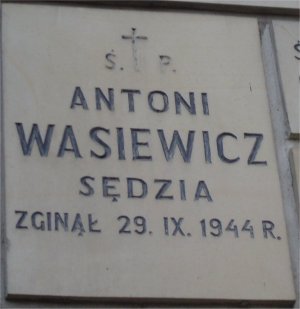 Ś. P.
ANTONI
WASIEWICZ
SĘDZIA
ZGINĄŁ 29. IX. 1944 R.